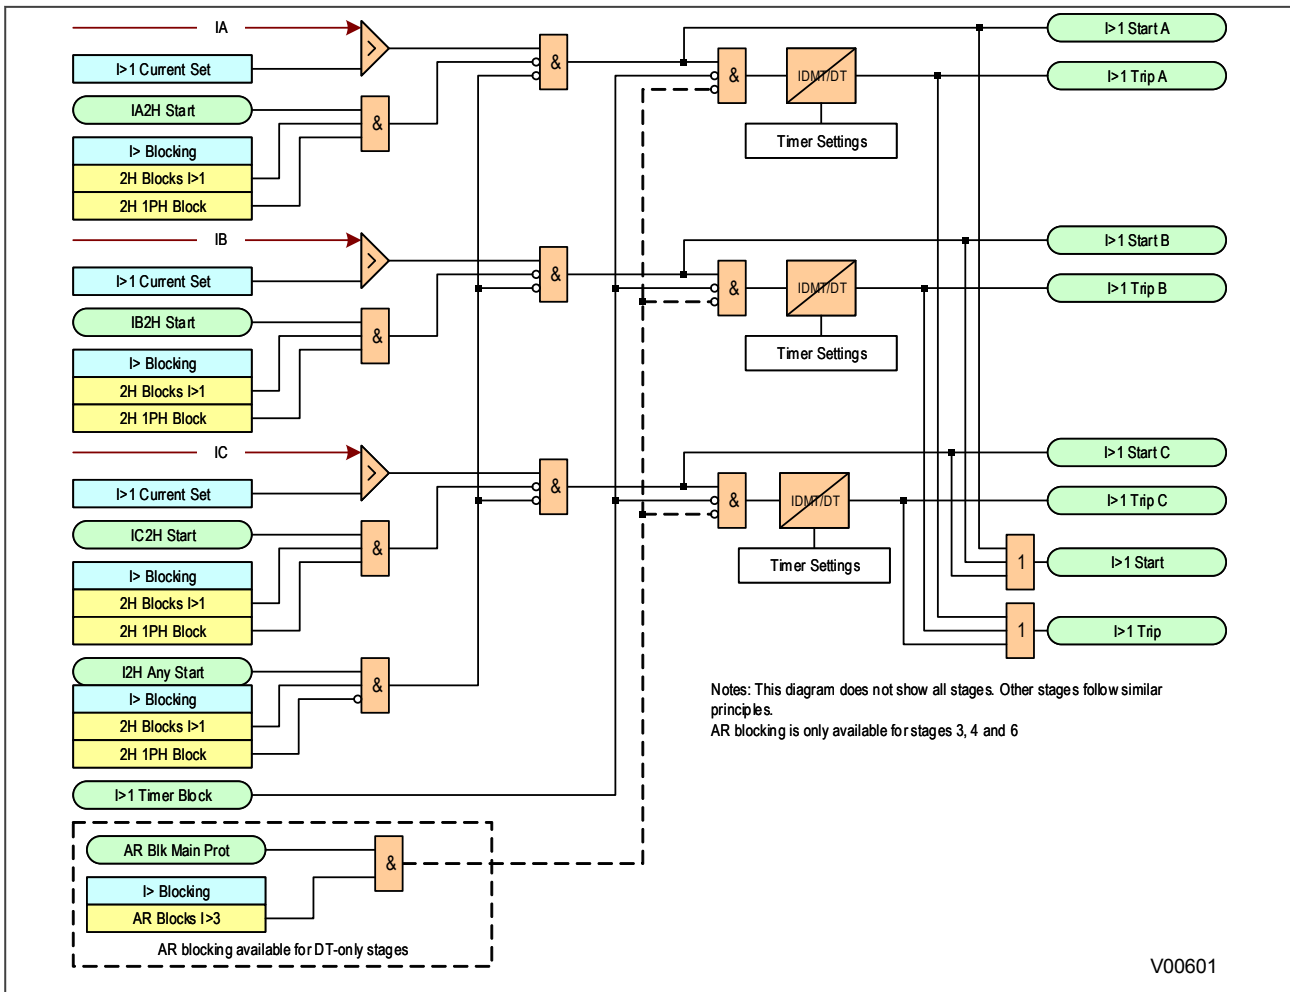 IA
I>1 Start A
>
I>1 Current Set
&
&
IDMT/DT
I>1 Trip A
IA2H Start
&
Timer Settings
I> Blocking
2H Blocks I>1
2H 1PH Block
IB
I>1 Start B
>
I>1 Current Set
&
&
IDMT/DT
I>1 Trip B
IB2H Start
&
Timer Settings
I> Blocking
2H Blocks I>1
2H 1PH Block
IC
I>1 Start C
>
I>1 Current Set
&
&
IDMT/DT
I>1 Trip C
IC2H Start
&
Timer Settings
1
I>1 Start
I> Blocking
2H Blocks I>1
2H 1PH Block
1
I>1 Trip
I2H Any Start
&
I> Blocking
2H Blocks I>1
2H 1PH Block
Notes: This diagram does not show all stages. Other stages follow similar
principles.
AR blocking is only available for stages 3, 4 and 6
I>1 Timer Block
AR Blk Main Prot
&
I> Blocking
AR Blocks I>3
AR blocking available for DT-only stages
V00601